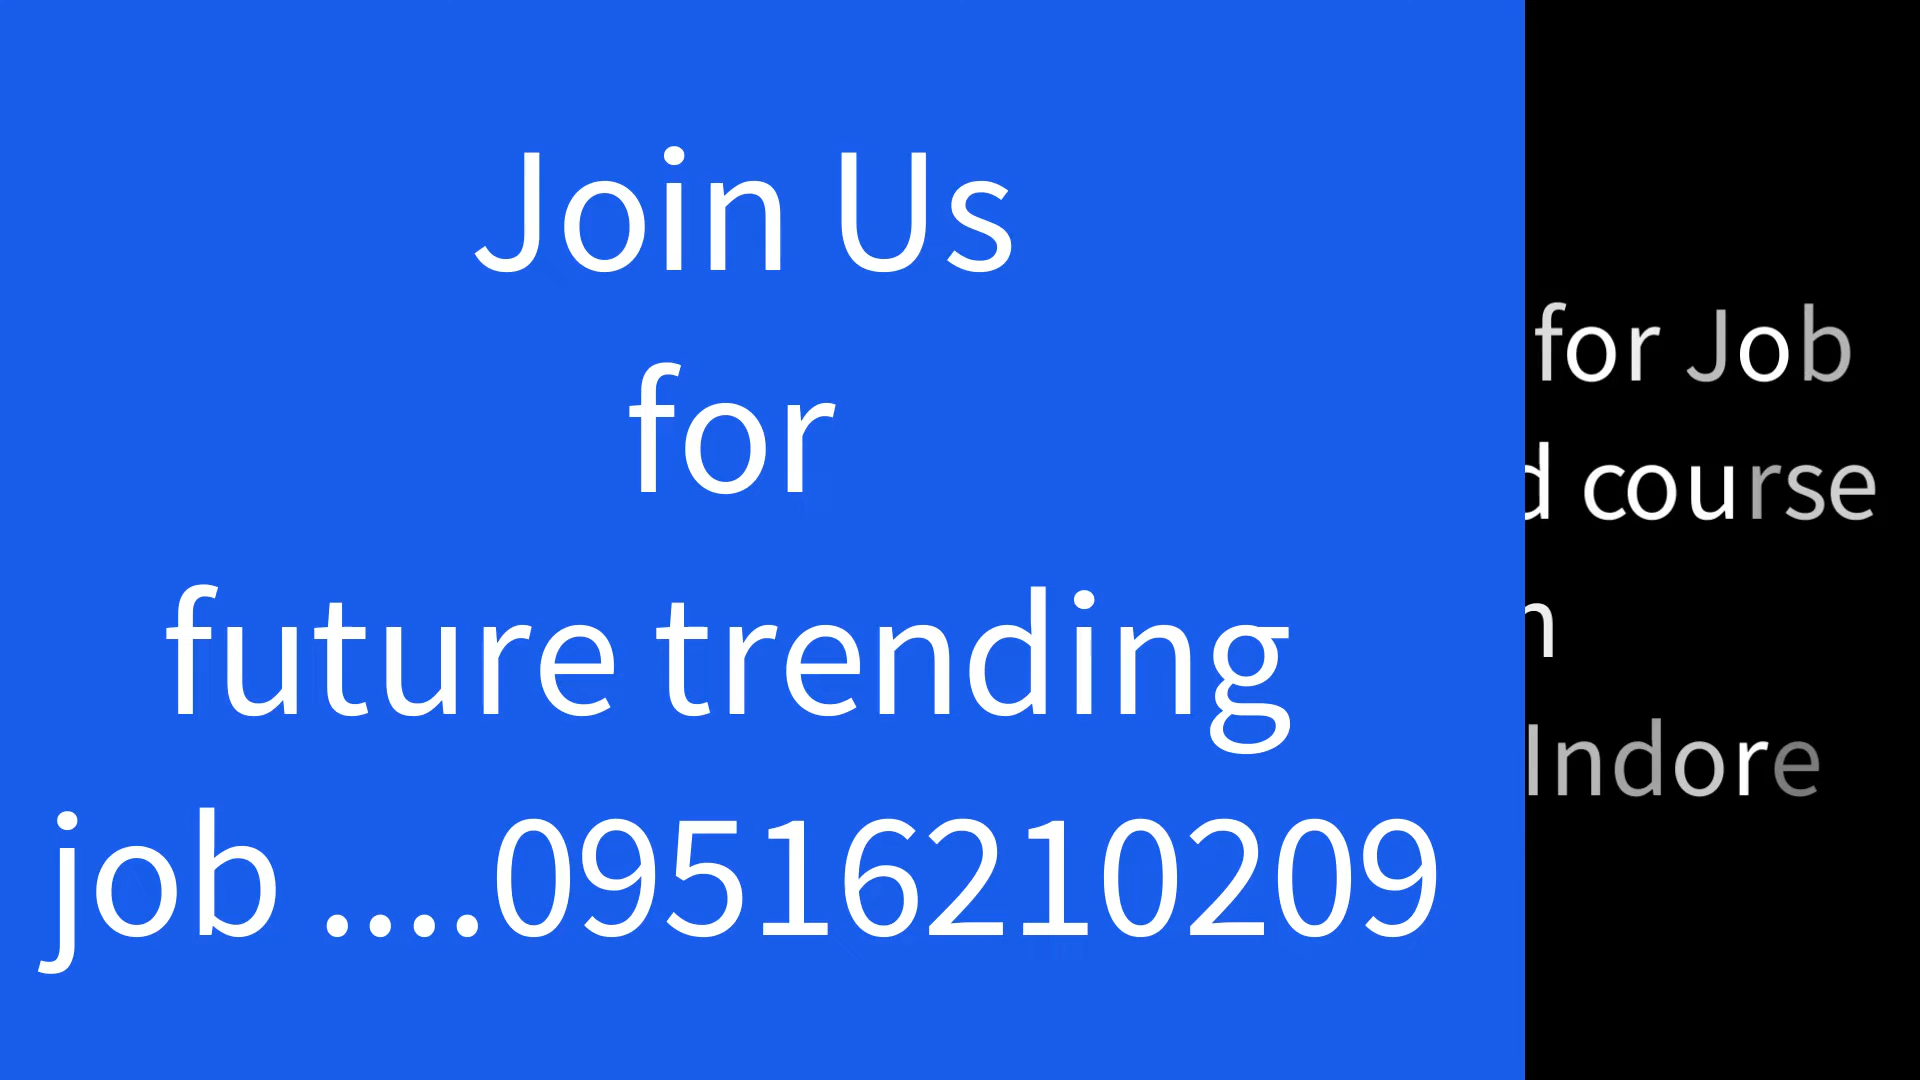 Join Us
for
future trending
job ....09516210209
for Job
course
Indore